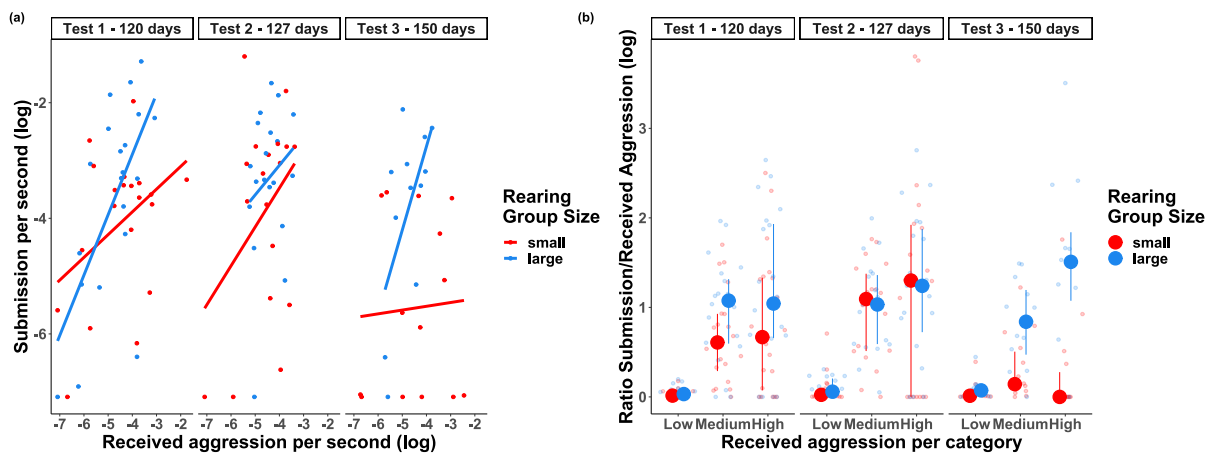 (a)
Test 1 - 120 days
Test 2 - 127 days
Test 3 - 150 days
Submission per second (log)
-2
-4
-6
-7 -6 -5 -4 -3 -2
-7 -6 -5 -4 -3 -2
-7 -6 -5 -4 -3 -2
Received aggression per second (log)
Rearing
Group Size
small
large
(b)
Test 1 - 120 days
Test 2 - 127 days
Test 3 - 150 days
Ratio Submission/Received Aggression (log)
3
2
1
0
Low Medium High
Low Medium High
Low Medium High
Received aggression per category
Rearing
Group Size
small
large